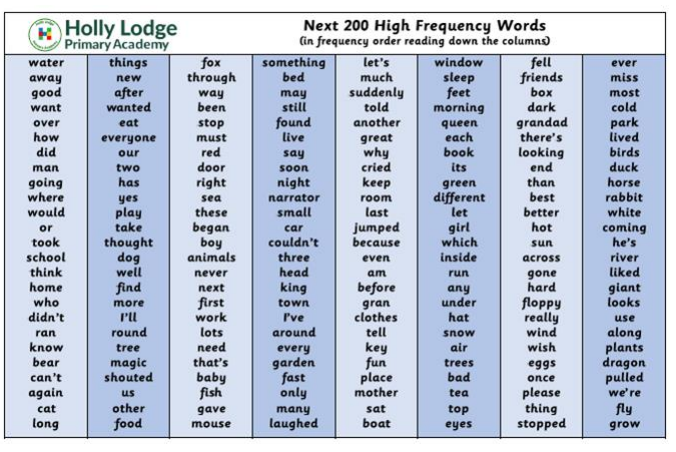 Holly Lodge
Primary Academy
Next 200 High Frequency Words
(in frequency order reading down the columns)
water things fox something let's window fell ever
away new through bed much sleep friends miss
good after way may suddenly feet box most
want wanted been still told morning dark cold
over eat stop found another queen grandad park
how everyone must live great each there's lived
did our red say why book looking birds
man two door soon cried its end duck
going has right night keep green than horse
where yes sea narrator room different best rabbit
would play these small last let better white
or take began car jumped girl hot coming
took thought boy couldn't because which sun he's
school dog animals three even inside across river
think well never head am run gone liked
home find next king before any hard giant
who more first town gran under floppy looks
didn't I'll work I've clothes hat really use
ran round lots around tell snow wind along
know tree need every key air wish plants
bear magic that's garden fun trees eggs dragon
can't shouted baby fast place bad once pulled
again us fish only mother tea please we're
cat other gave many sat top thing fly
long food mouse laughed boat eyes stopped grow